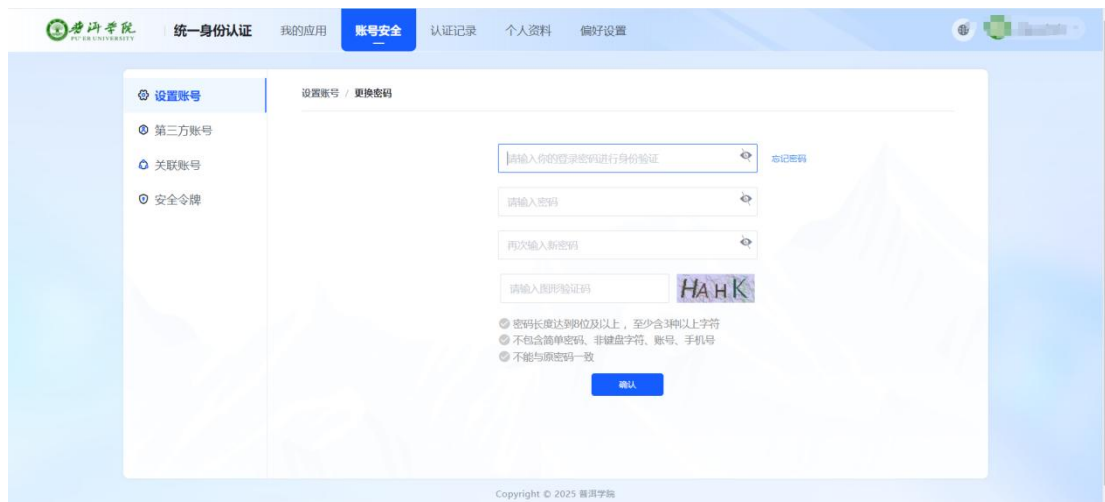 普洱学院 统一身份认证 我的应用 账号安全 认证记录 个人资料 偏好设置
PU'ER UNIVERSITY
设置账号
设置账号 / 更换密码
第三方账号
请输入你的登录密码进行身份验证 忘记密码
关联账号
安全令牌
请输入密码
再次输入新密码
请输入图形验证码 HAHK
密码长度达到8位及以上，至少含3种以上字符
不包含简单密码、非键盘字符、账号、手机号
不能与原密码一致
确认
Copyright © 2025 普洱学院